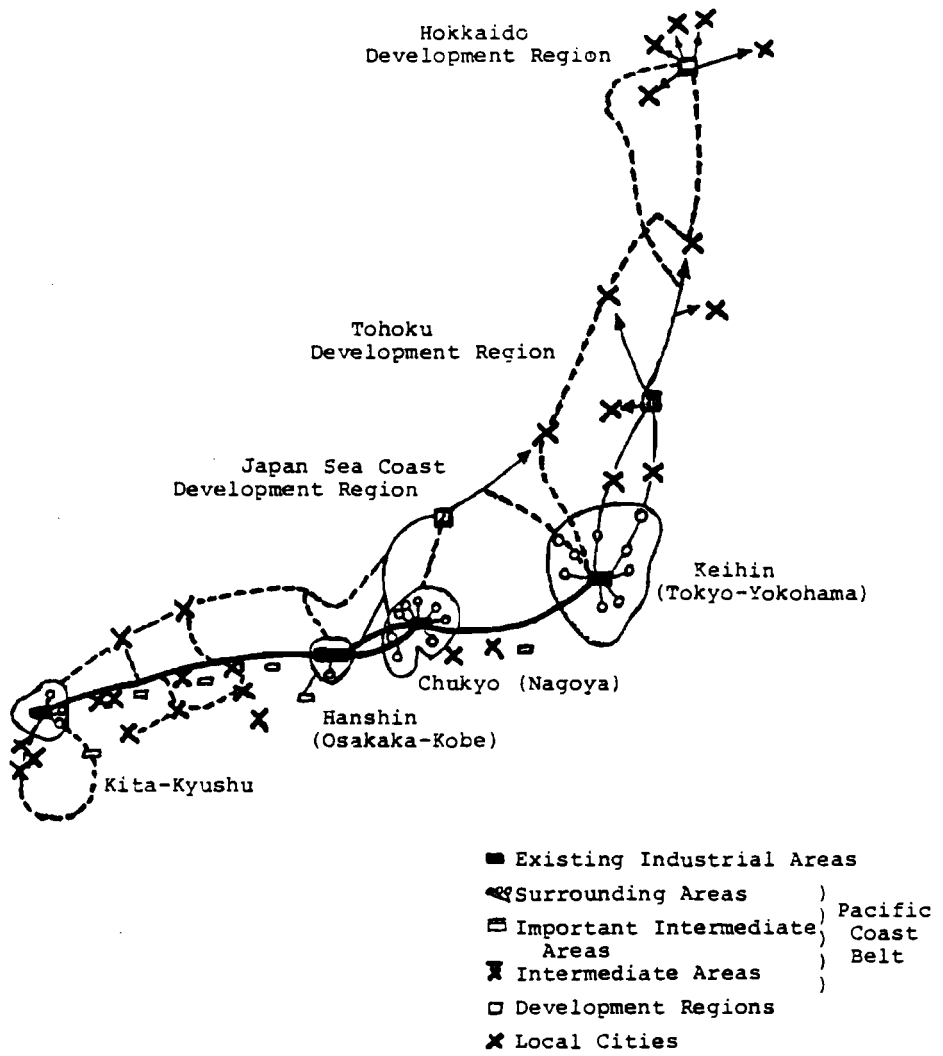 Hokkaido
Development Region
Tohoku
Development Region
Japan Sea Coast
Development Region
Keihin
(Tokyo-Yokohama)
Chukyo (Nagoya)
Hanshin
(Osakaka-Kobe)
Kita-Kyushu
Existing Industrial Areas
Surrounding Areas )
Important Intermediate )
Areas )
Intermediate Areas )
)
Pacific
Coast
Belt
Development Regions
Local Cities